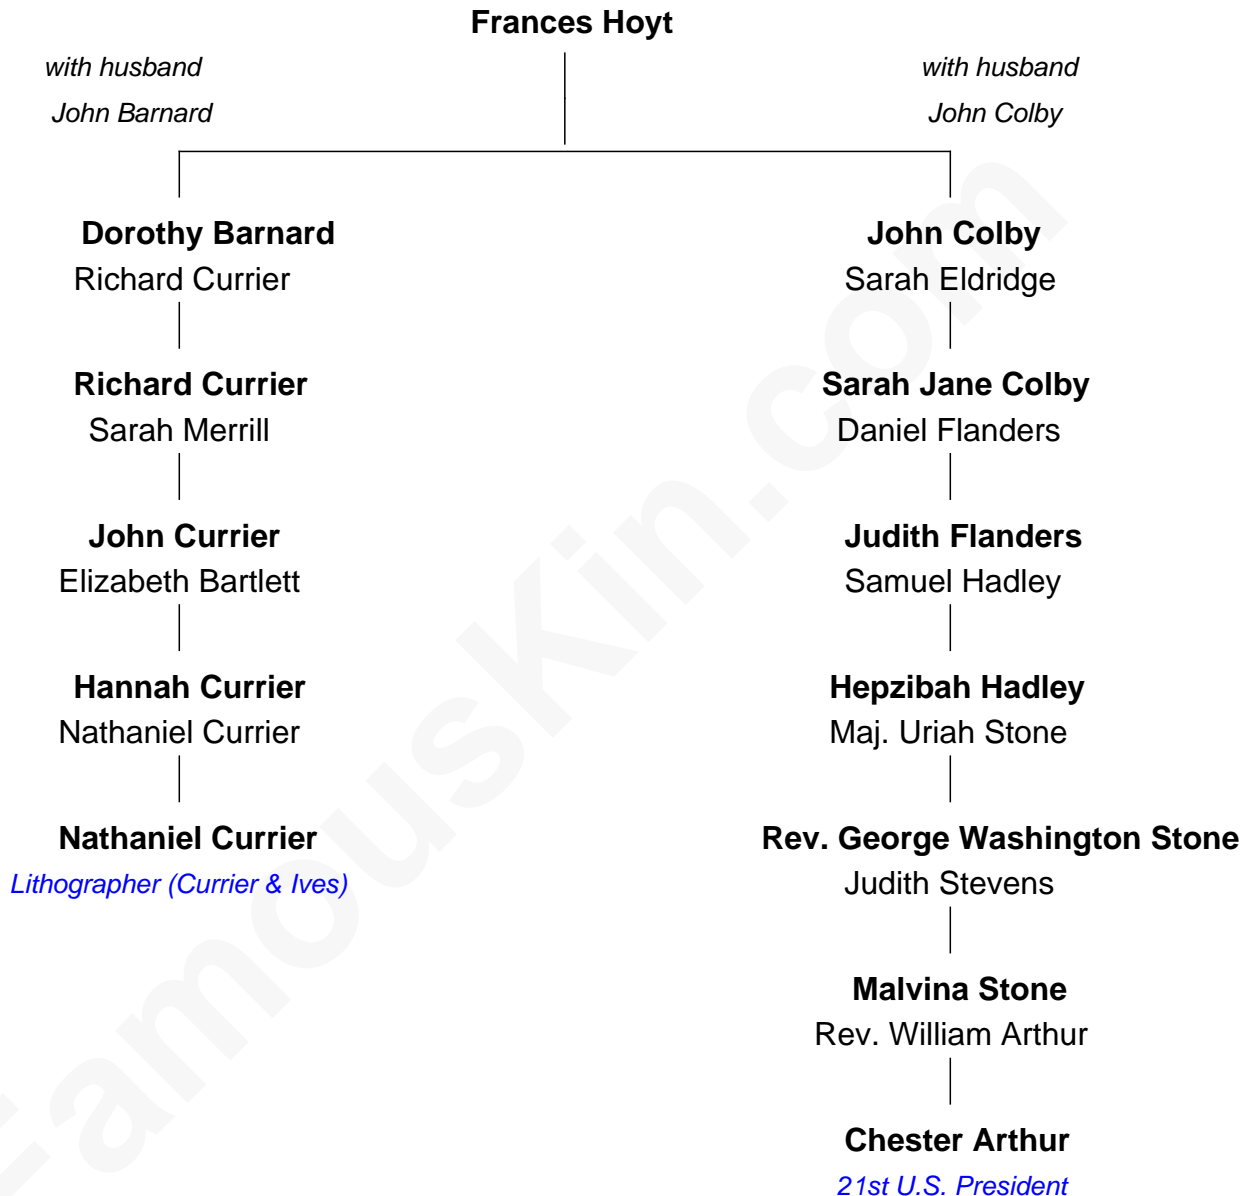 Frances Hoyt
with husband
John Barnard
with husband
John Colby
Dorothy Barnard
Richard Currier
Richard Currier
Sarah Merrill
John Currier
Elizabeth Bartlett
Hannah Currier
Nathaniel Currier
Nathaniel Currier
Lithographer (Currier & Ives)
John Colby
Sarah Eldridge
Sarah Jane Colby
Daniel Flanders
Judith Flanders
Samuel Hadley
Hepzibah Hadley
Maj. Uriah Stone
Rev. George Washington Stone
Judith Stevens
Malvina Stone
Rev. William Arthur
Chester Arthur
21st U.S. President
FamousKin.com